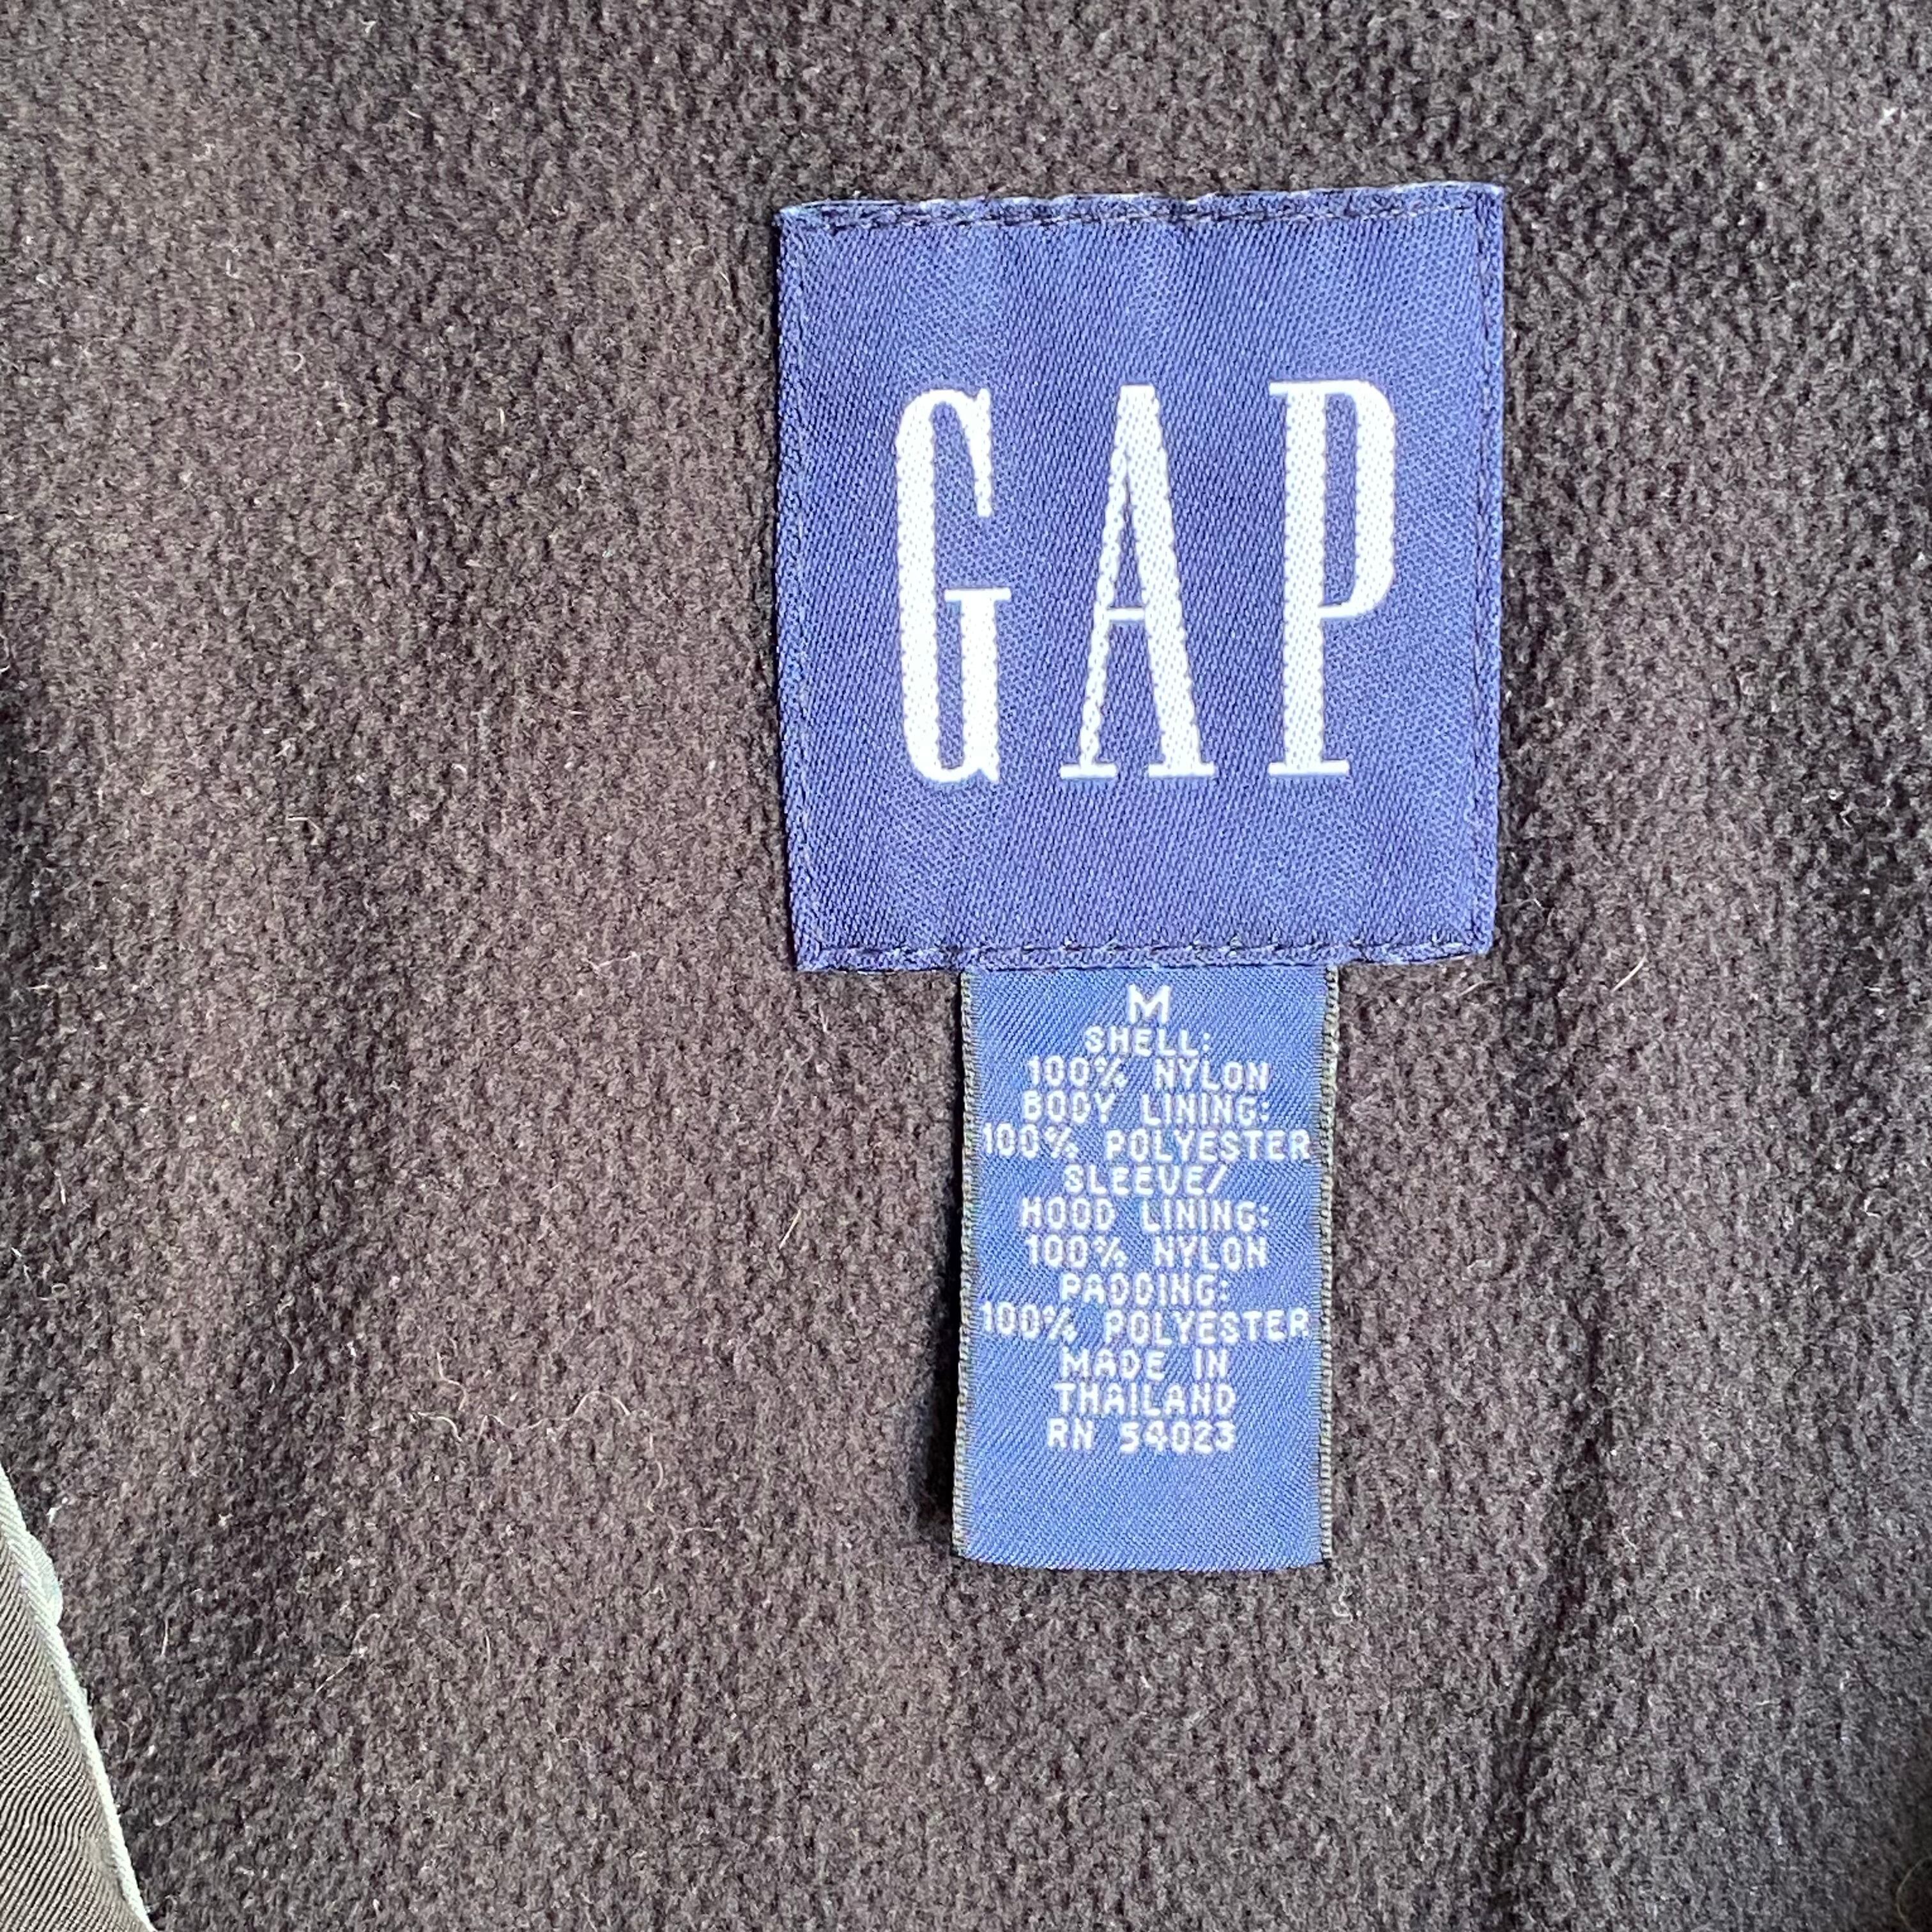 GAP
M
SHELL:
100% NYLON
BODY LINING:
100% POLYESTER
SLEEVE/
HOOD LINING:
100% NYLON
PADDING:
100% POLYESTER
MADE IN
THAILAND
RN 54023